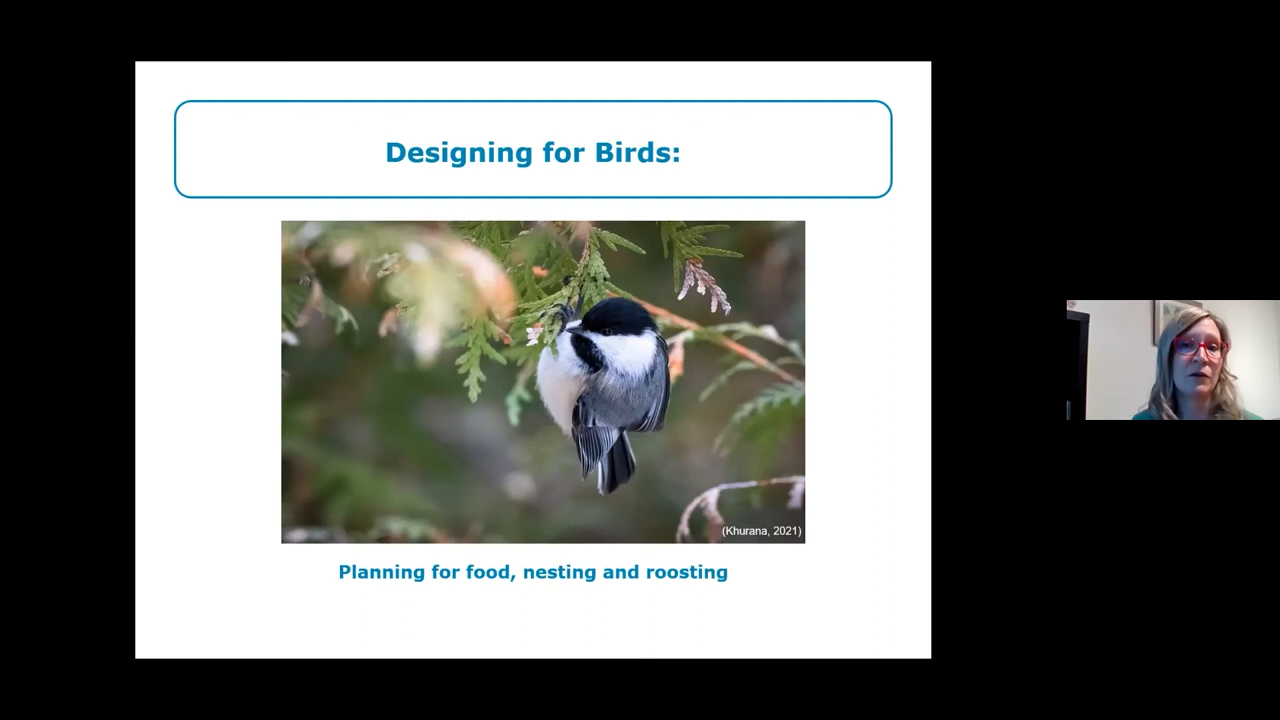 Designing for Birds:
(Khurana, 2021)
Planning for food, nesting and roosting